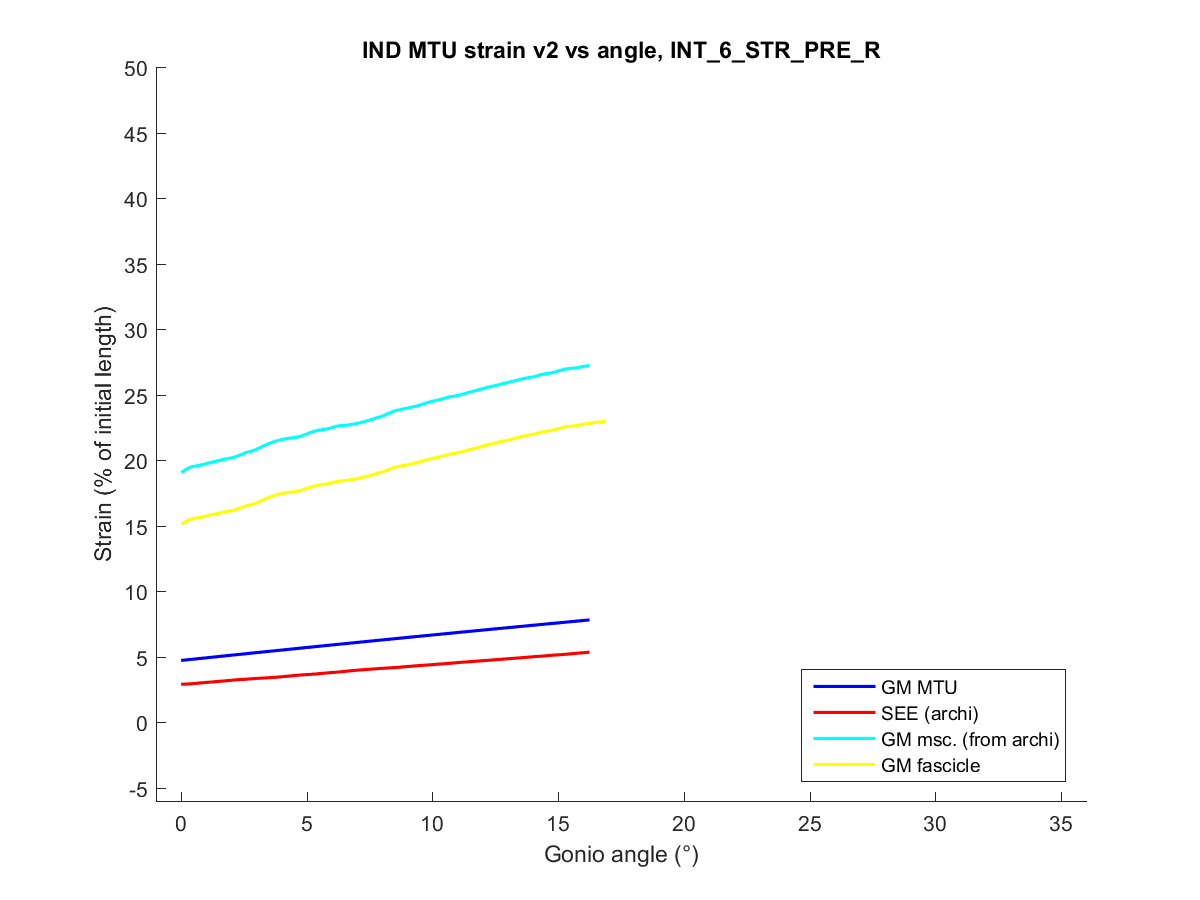 IND MTU strain v2 vs angle, INT_6_STR_PRE_R
50
45
40
35
30
25
20
15
10
5
0
-5
Strain (% of initial length)
0 5 10 15 20 25 30 35
Gonio angle (°)
GM MTU
SEE (archi)
GM msc. (from archi)
GM fascicle